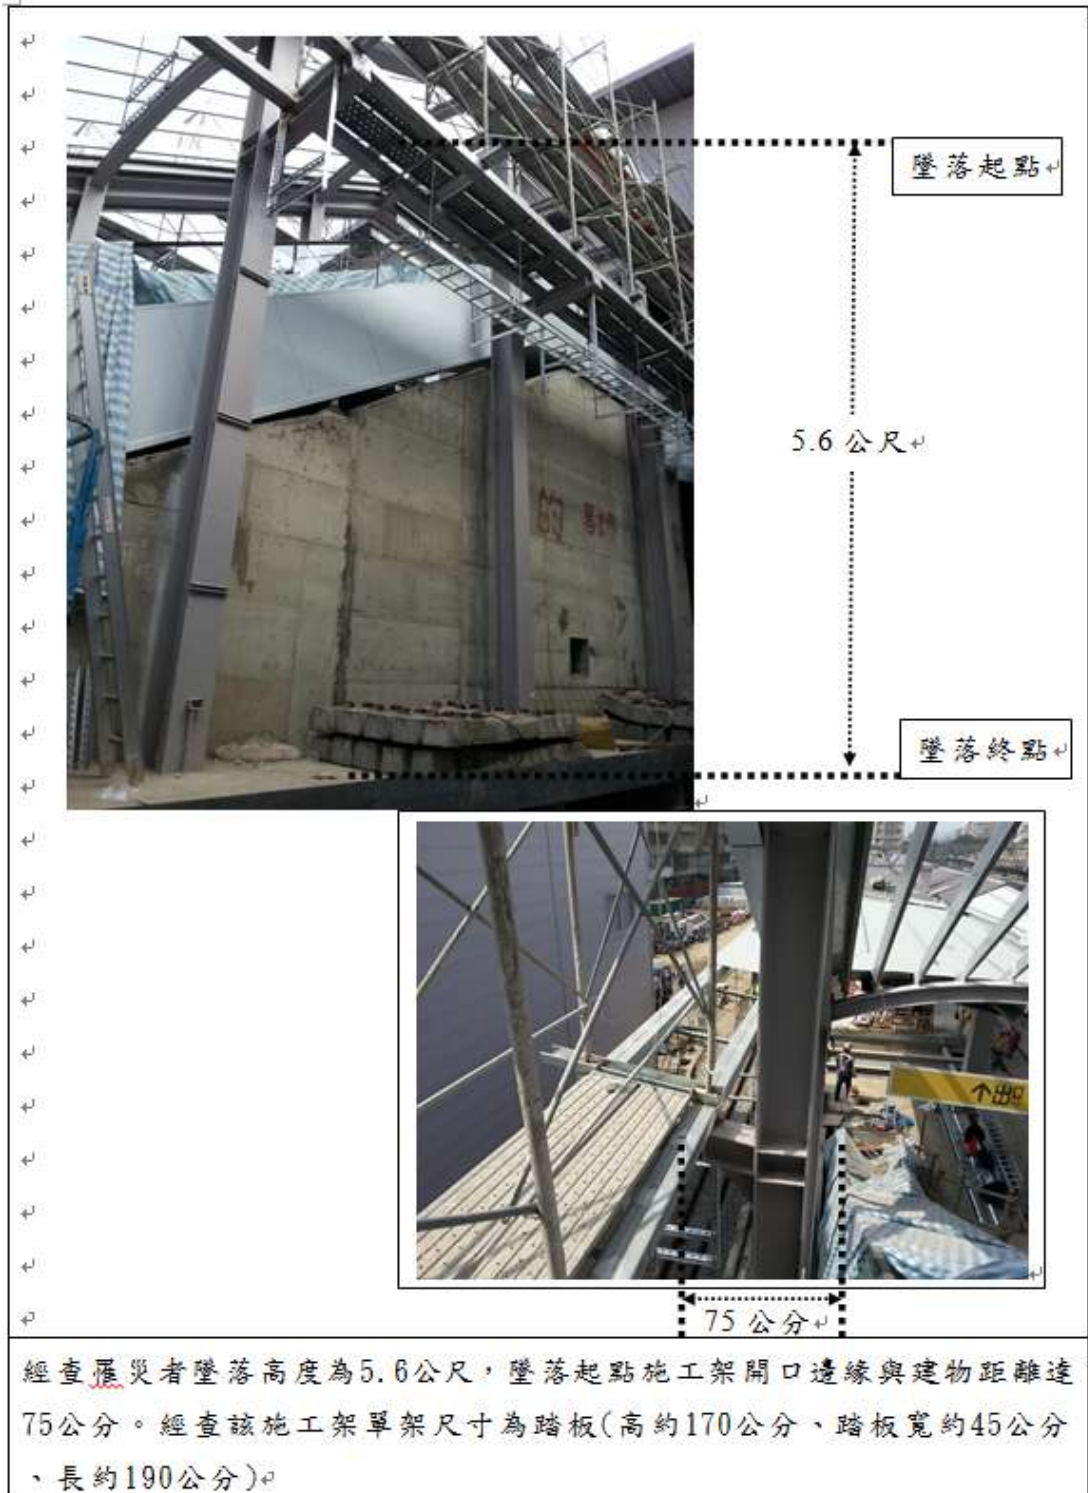 墜落起點
5.6 公尺
的
墜落終點
個出口
75 公分
經查罹災者墜落高度為5.6公尺，墜落起點施工架開口邊緣與建物距離達
75公分。經查該施工架單架尺寸為踏板(高約170公分、踏板寬約45公分
、長約190公分)